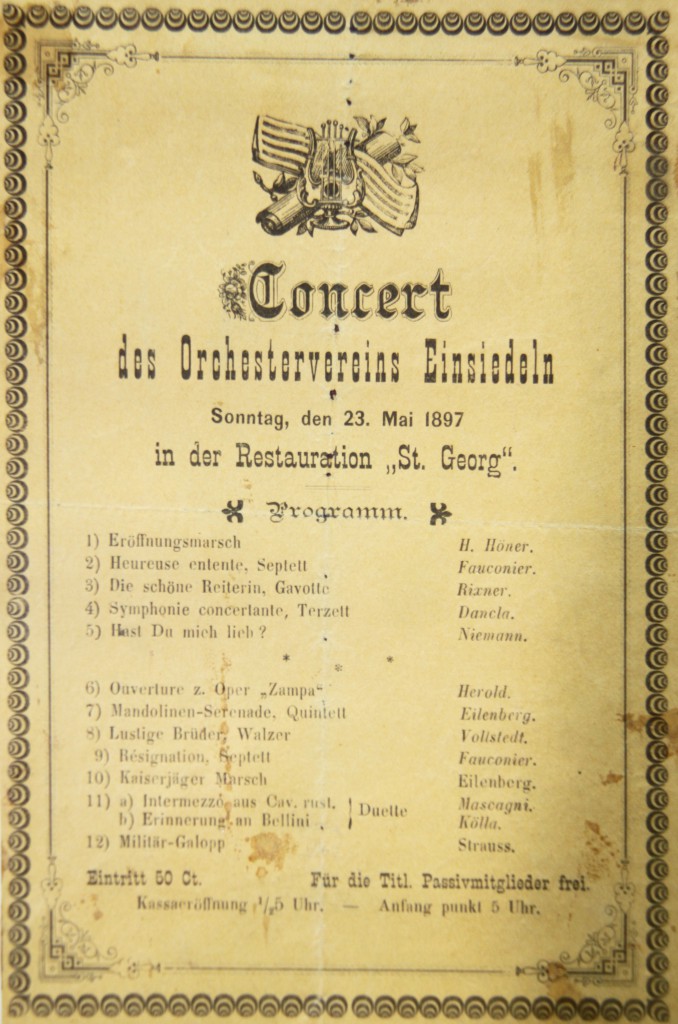 Concert
des Orchestervereins Einsiedeln
Sonntag, den 23. Mai 1897
in der Restauration „St. Georg“.
Programm.
1) Eröffnungsmarsch H. Höner.
2) Heureuse entente, Septett Fauconier.
3) Die schöne Reiterin, Gavotte Rixner.
4) Symphonie concertante, Terzett Dancla.
5) Hast Du mich lieb? Niemann.
* * *
6) Ouverture z. Oper „Zampa“ Herold.
7) Mandolinen-Serenade, Quintett Eilenberg.
8) Lustige Brüder, Walzer Vollstedt.
9) Résignation, Septett Fauconier.
10) Kaiserjäger Marsch Eilenberg.
11) a) Intermezzo aus Cav. rust. Mascagni.
Duette
b) Erinnerung an Bellini Kölla.
12) Militär-Galopp Strauss.
Eintritt 50 Ct. Für die Titl. Passivmitglieder frei.
Kassaeröffnung 1/25 Uhr. — Anfang punkt 5 Uhr.